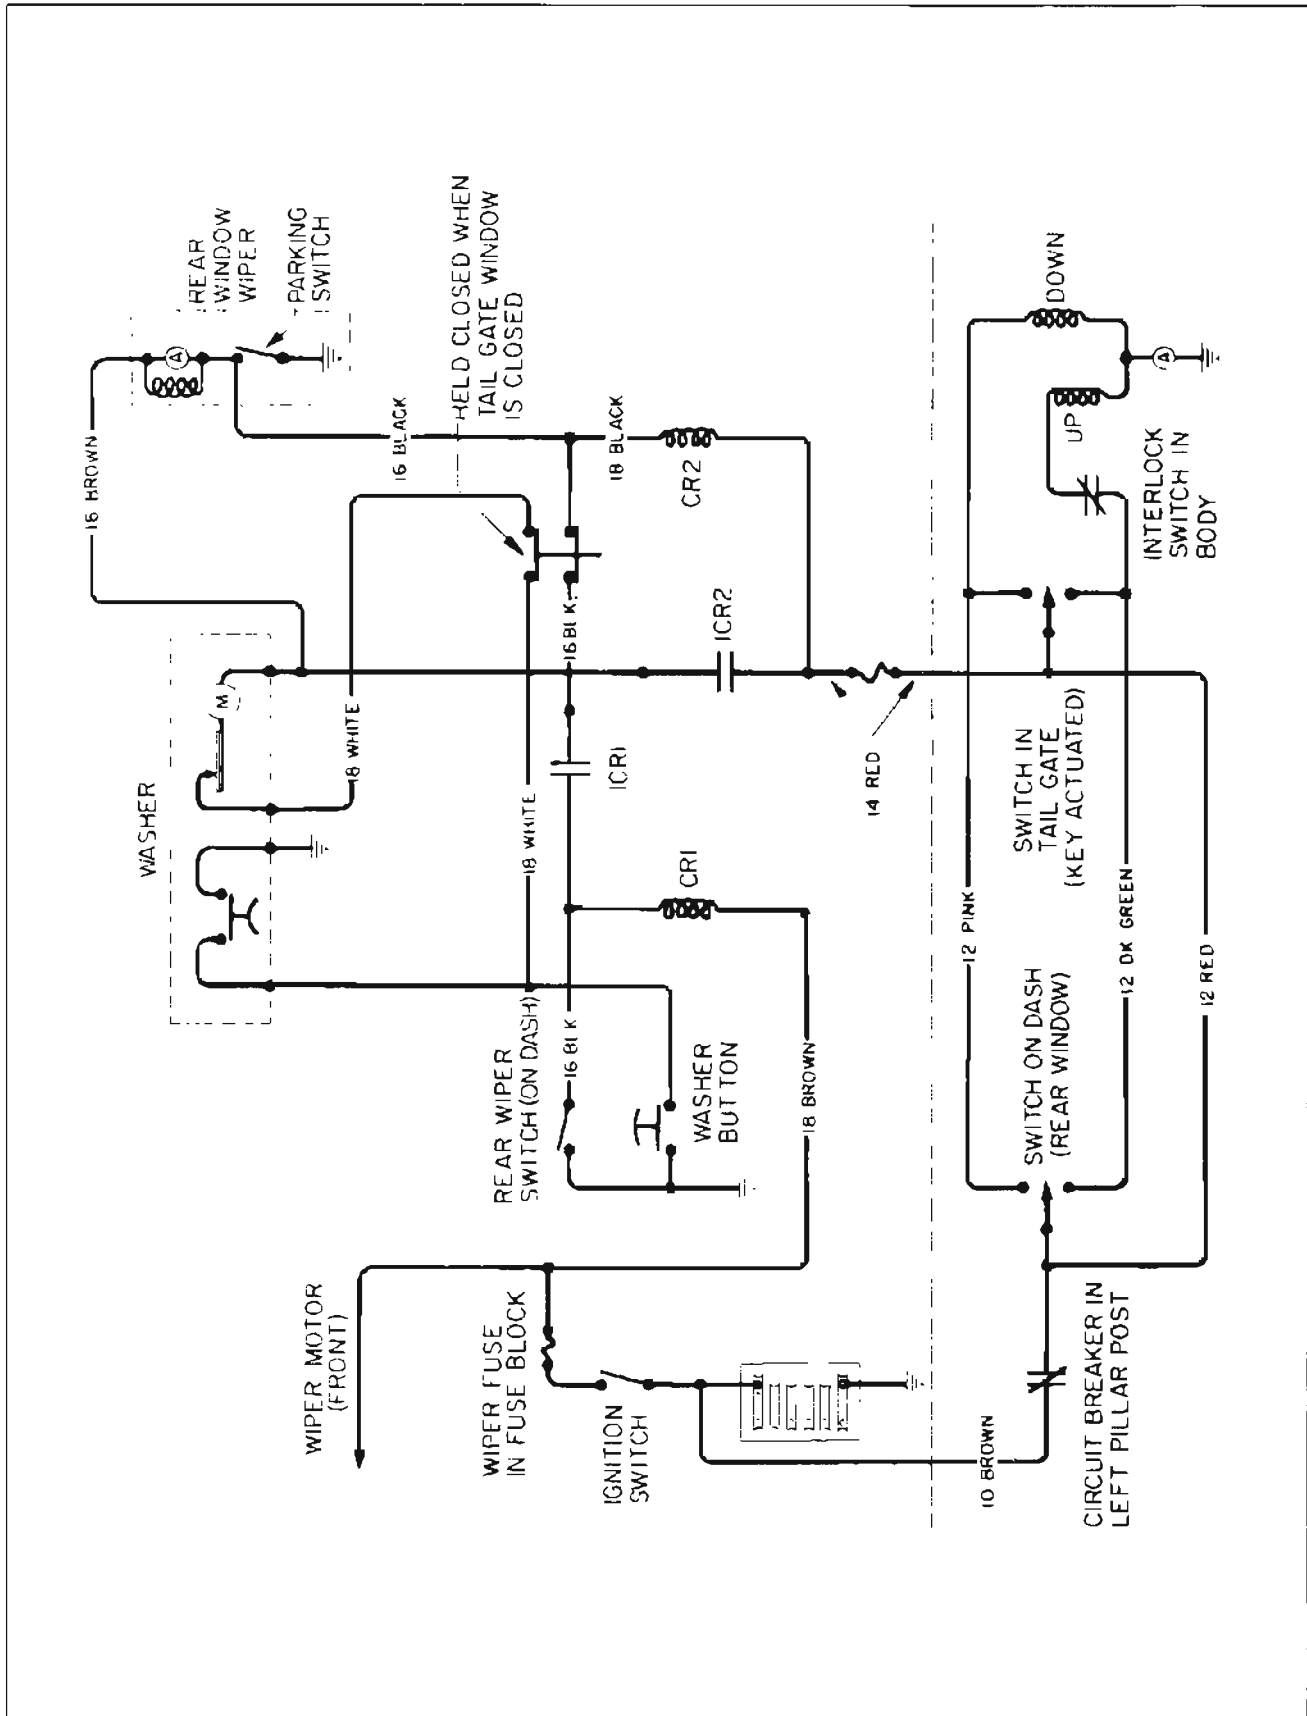 WIPER MOTOR
(FRONT)
WIPER FUSE
IN FUSE BLOCK
IGNITION
SWITCH
10 BROWN
CIRCUIT BREAKER IN
LEFT PILLAR POST
REAR WIPER
SWITCH (ON DASH)
16 BLK
WASHER
BUTTON
18 BROWN
SWITCH ON DASH
(REAR WINDOW)
12 PINK
12 DK GREEN
12 RED
WASHER
M
18 WHITE
18 WHITE
CR1
1CR1
16 BLK.
1CR2
14 RED
SWITCH IN
TAIL GATE
(KEY ACTUATED)
16 BROWN
REAR
WINDOW
WIPER
A
PARKING
SWITCH
16 BLACK
HELD CLOSED WHEN
TAIL GATE WINDOW
IS CLOSED
18 BLACK
CR2
DOWN
UP
A
INTERLOCK
SWITCH IN
BODY